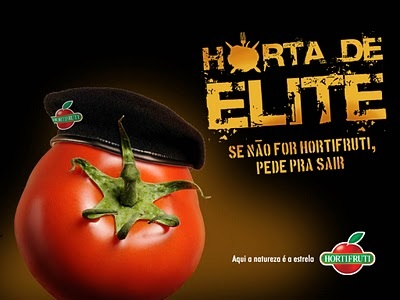 HORTA DE
ELITE
SE NÃO FOR HORTIFRUTI,
PEDE PRA SAIR
HORTIFRUTI
Aqui a natureza é a estrela
HORTIFRUTI